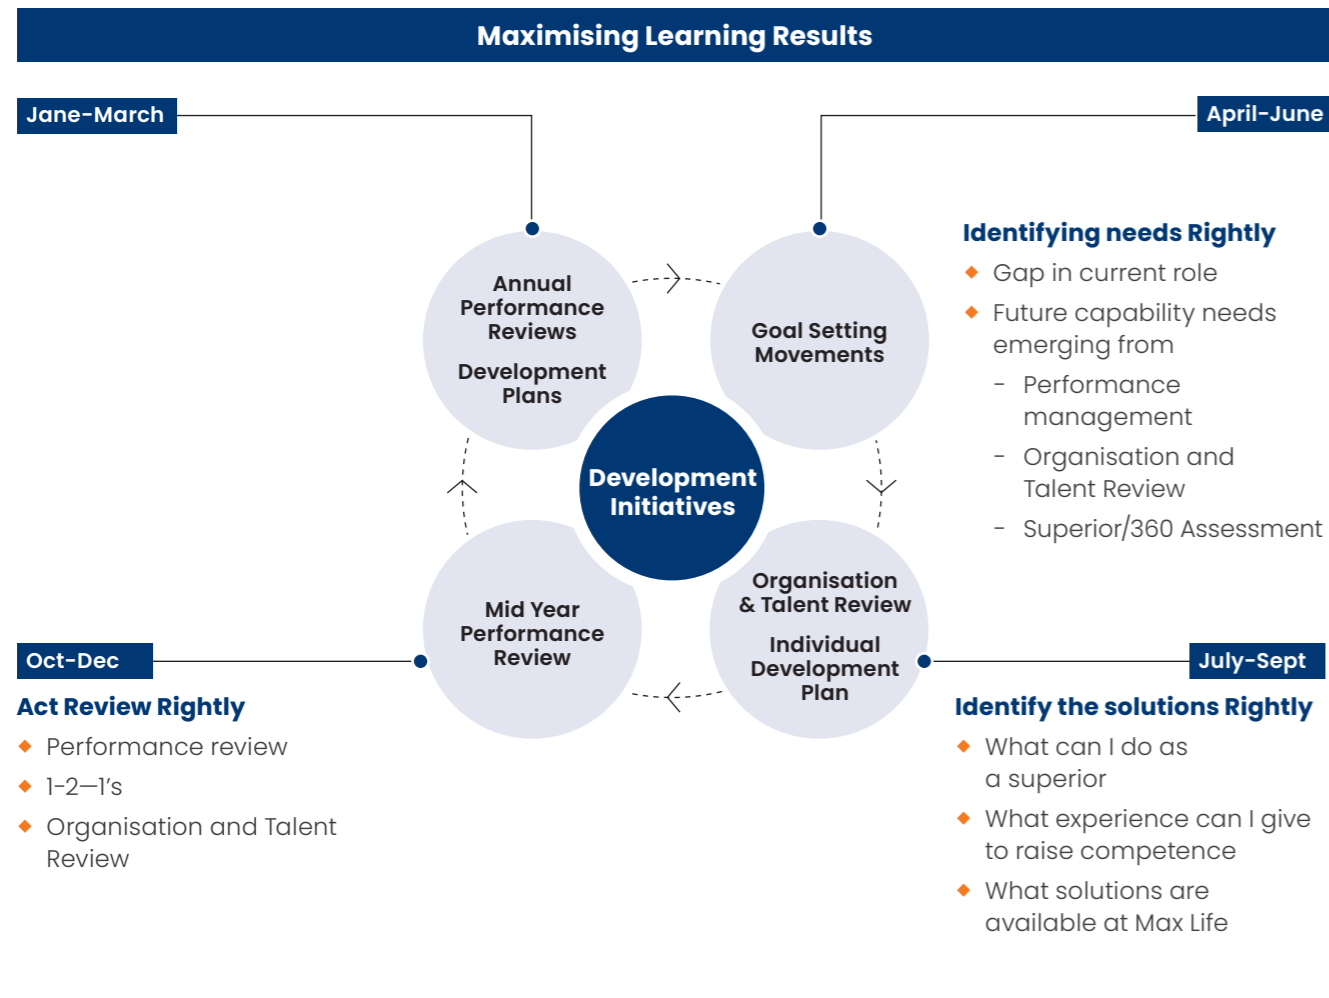 Maximising Learning Results
Jane-March
April-June
Annual
Performance
Reviews
Development
Plans
Goal Setting
Movements
Identifying needs Rightly
Gap in current role
Future capability needs
emerging from
- Performance
management
- Organisation and
Talent Review
- Superior/360 Assessment
Development
Initiatives
Mid Year
Performance
Review
Organisation
& Talent Review
Individual
Development
Plan
Oct-Dec
Act Review Rightly
Performance review
1-2—1’s
Organisation and Talent
Review
July-Sept
Identify the solutions Rightly
What can I do as
a superior
What experience can I give
to raise competence
What solutions are
available at Max Life